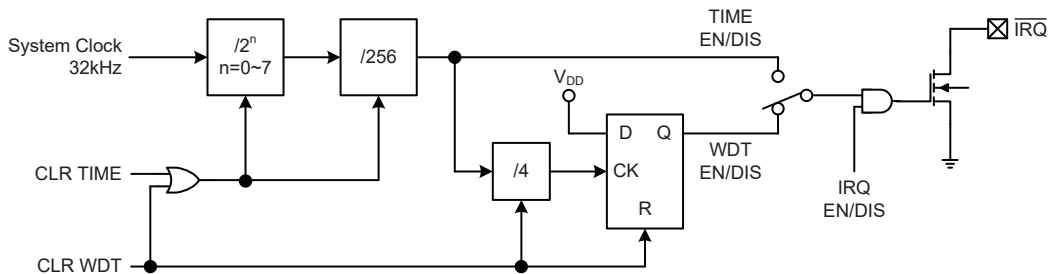 System Clock
32kHz
/2ⁿ
n=0~7
/256
TIME
EN/DIS
IRQ
VDD
D
Q
CK
R
/4
WDT
EN/DIS
IRQ
EN/DIS
CLR TIME
CLR WDT